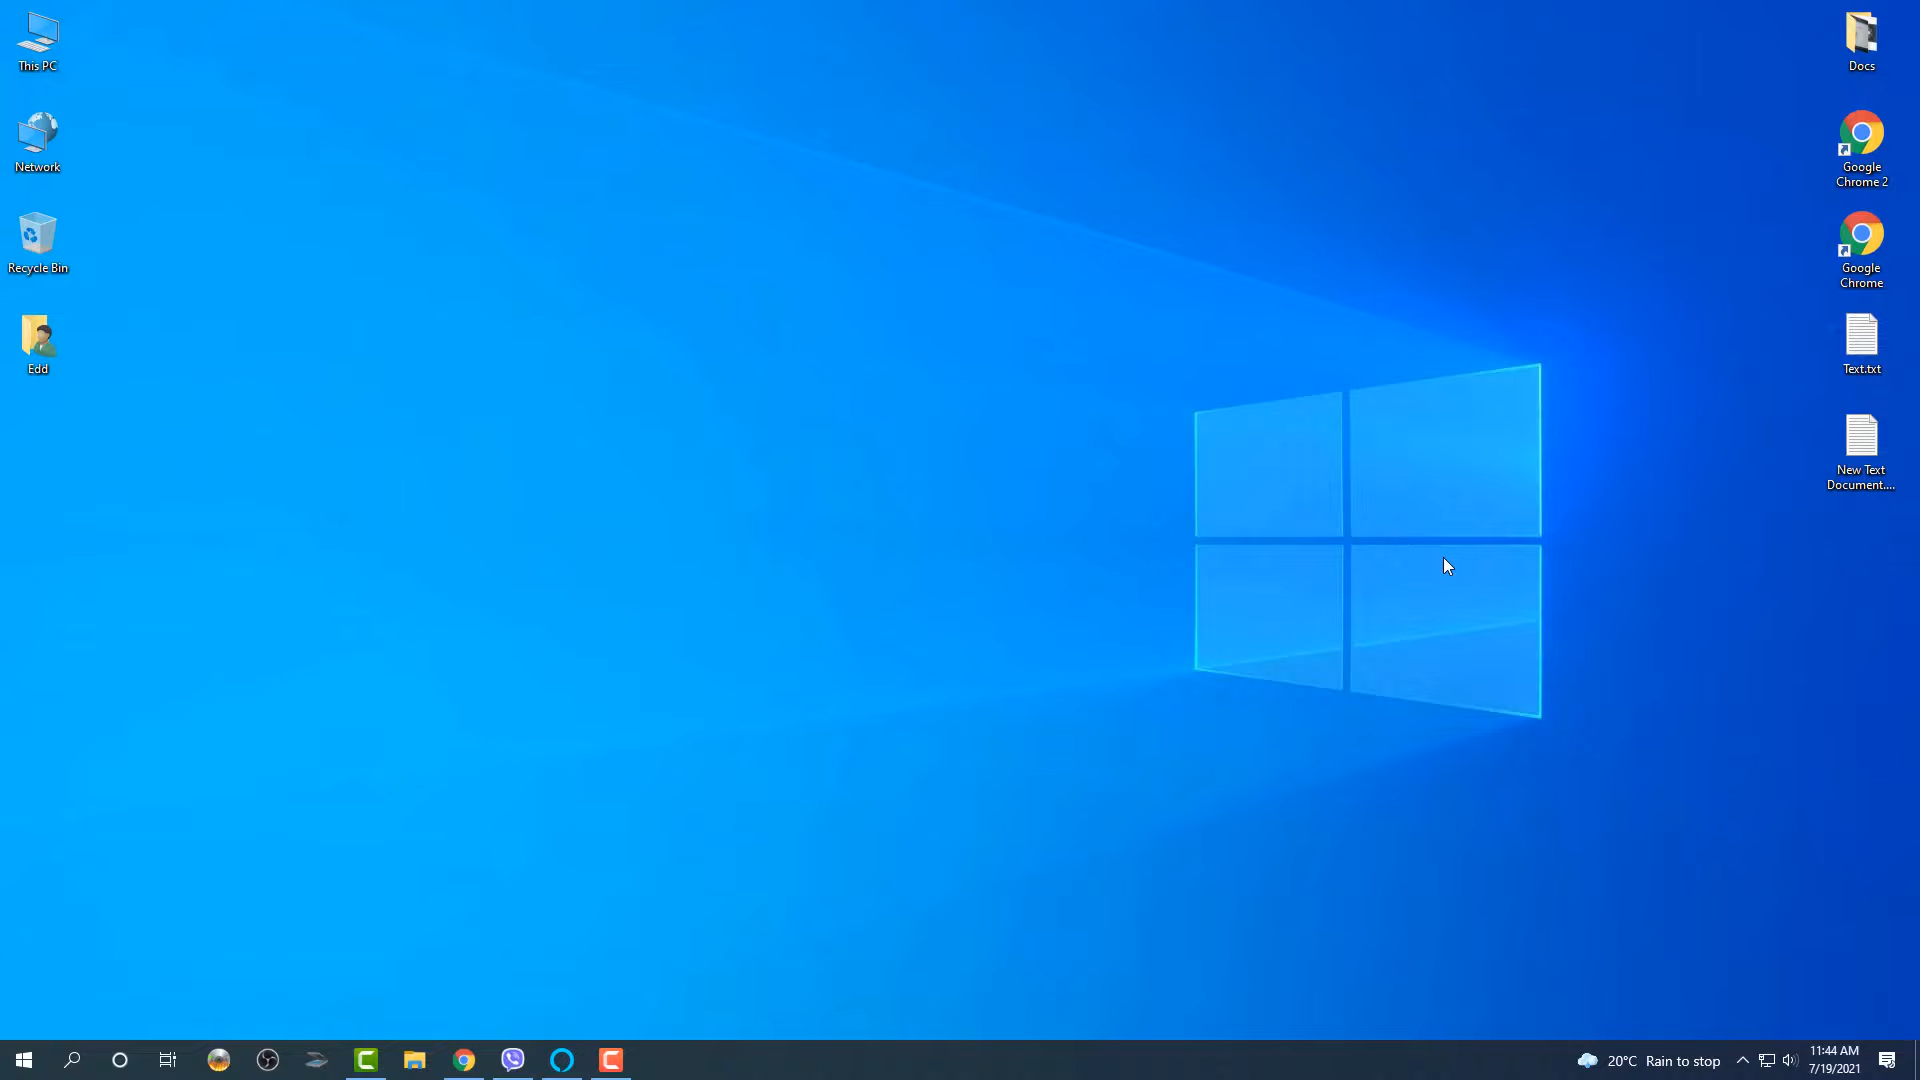 This PC
Network
Recycle Bin
Edd
Docs
Google
Chrome 2
Google
Chrome
Text.txt
New Text
Document....
20°C Rain to stop
11:44 AM
7/19/2021